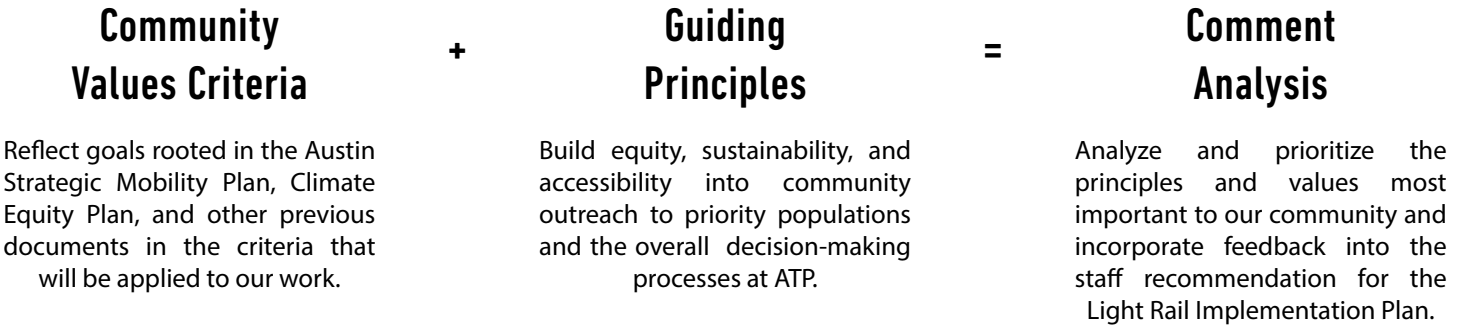 Community
Values Criteria
Reflect goals rooted in the Austin
Strategic Mobility Plan, Climate
Equity Plan, and other previous
documents in the criteria that
will be applied to our work.
+
Guiding
Principles
Build equity, sustainability, and
accessibility into community
outreach to priority populations
and the overall decision-making
processes at ATP.
=
Comment
Analysis
Analyze and prioritize the
principles and values most
important to our community and
incorporate feedback into the
staff recommendation for the
Light Rail Implementation Plan.